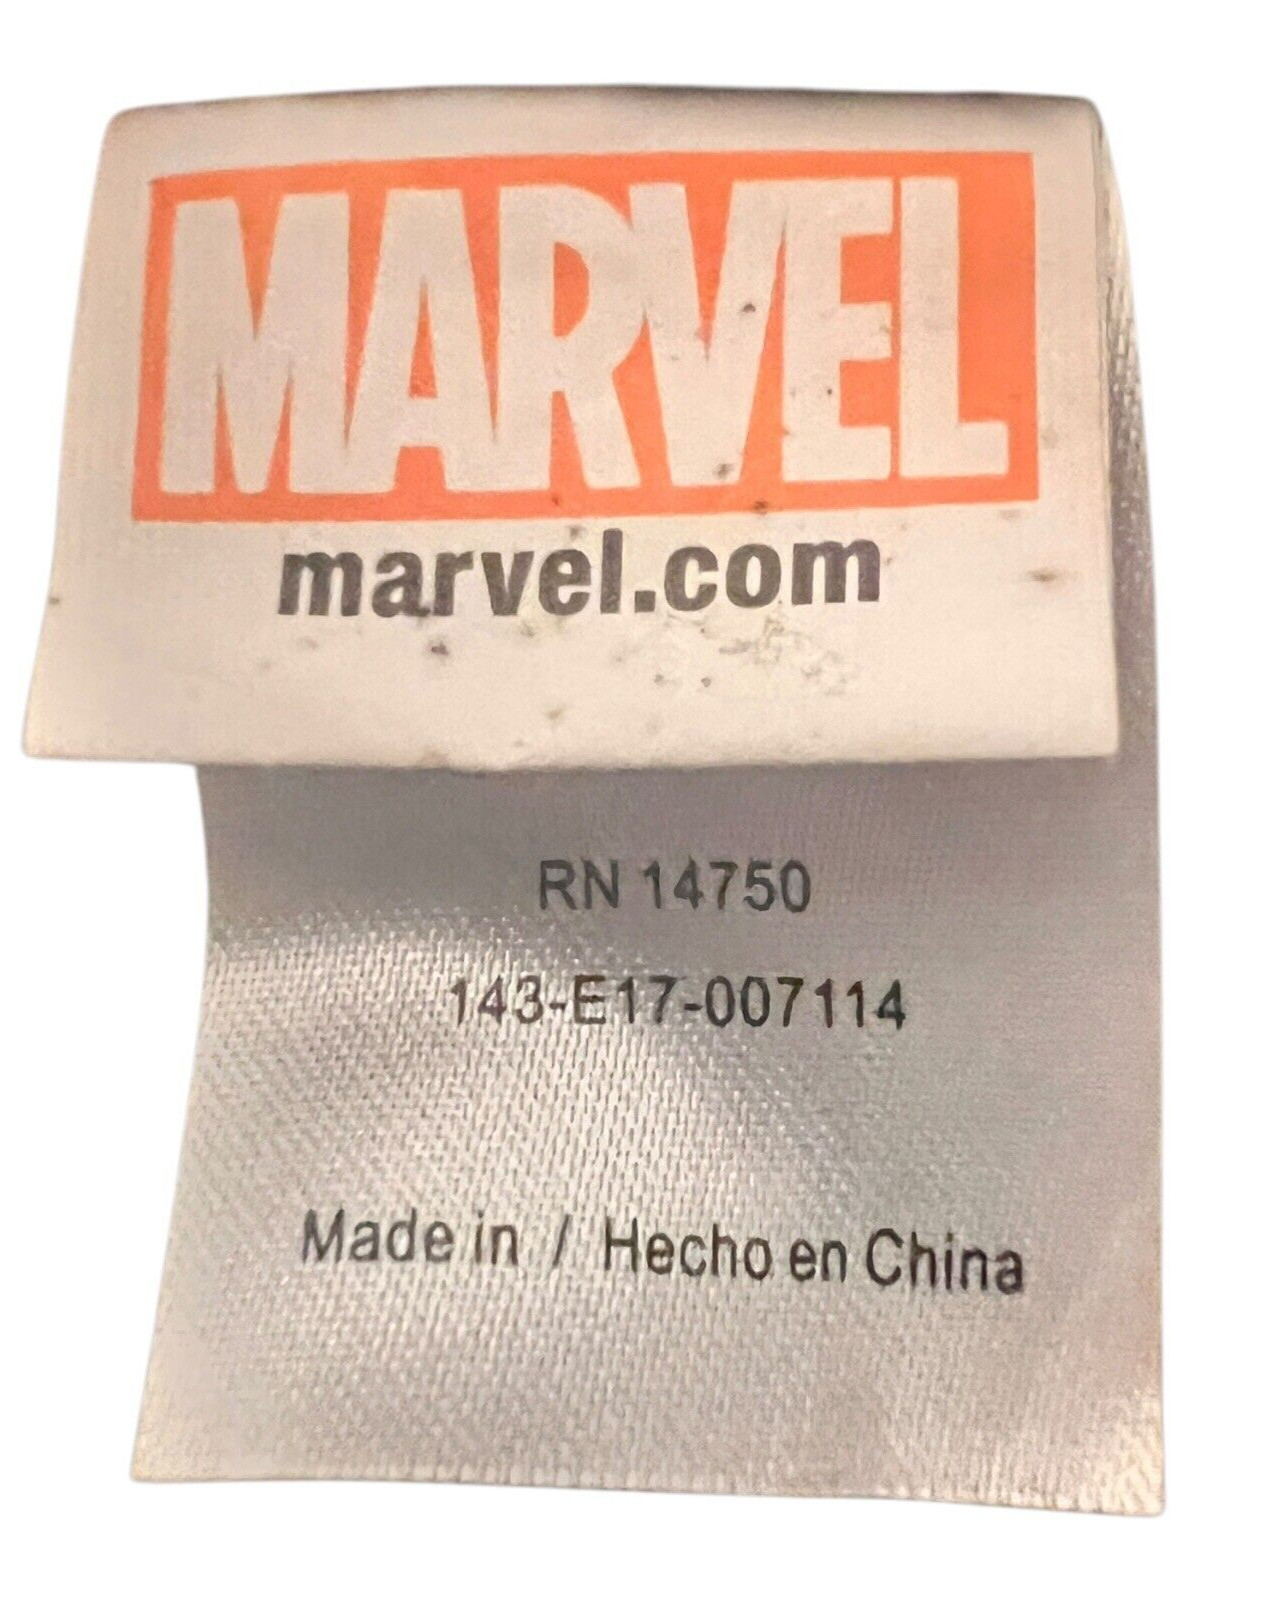 MARVEL
marvel.com
RN 14750
143-E17-007114
Made in / Hecho en China